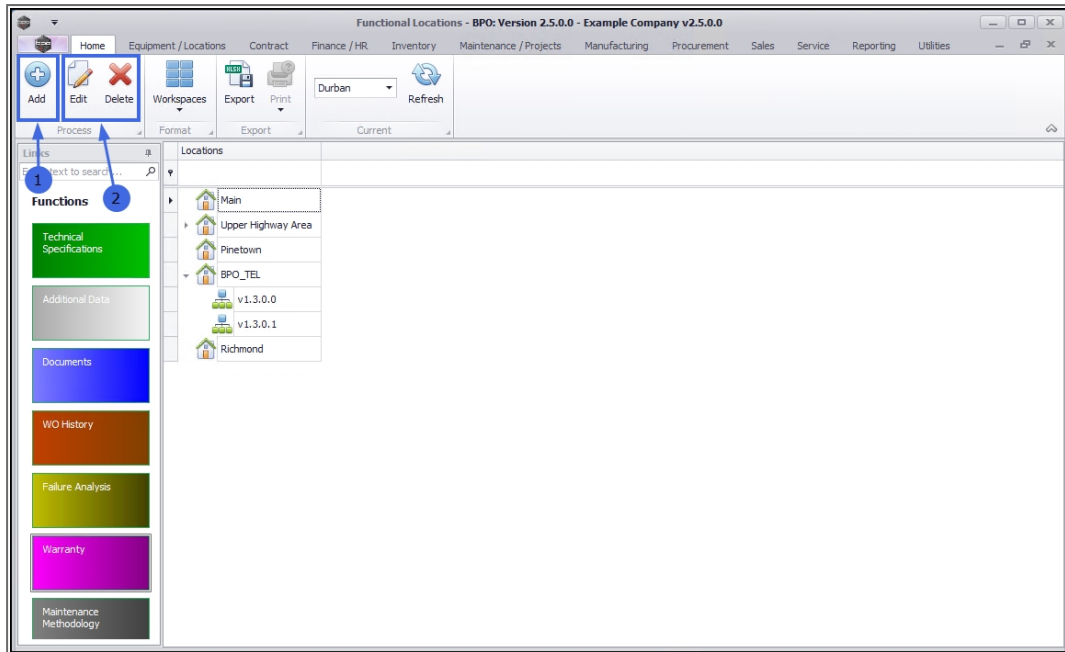 Functional Locations - BPO: Version 2.5.0.0 - Example Company v2.5.0.0
Home Equipment / Locations Contract Finance / HR Inventory Maintenance / Projects Manufacturing Procurement Sales Service Reporting Utilities
Add Edit Delete Workspaces Export Print Durban Refresh
Process Format Export Current
Links
text to search...
1
2
Functions
Technical
Specifications
Additional Data
Documents
WO History
Failure Analysis
Warranty
Maintenance
Methodology
Locations
Main
Upper Highway Area
Pinetown
BPO_TEL
v1.3.0.0
v1.3.0.1
Richmond